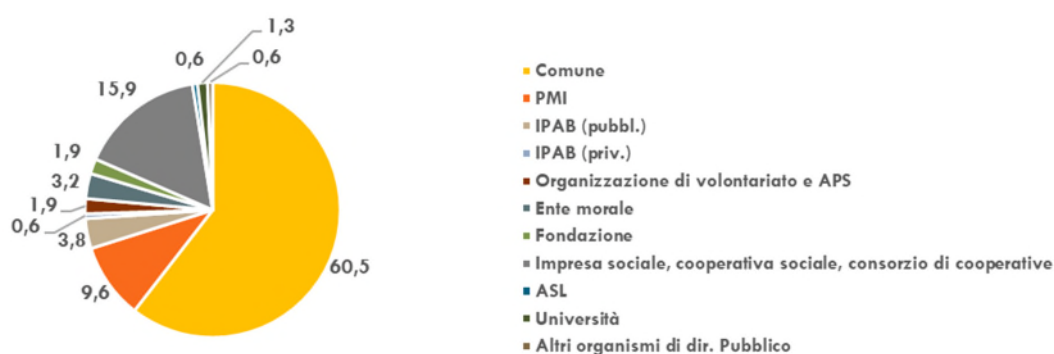 1,3
0,6
0,6
15,9
1,9
3,2
1,9
0,6
3,8
9,6
60,5
Comune
PMI
IPAB (pubbl.)
IPAB (priv.)
Organizzazione di volontariato e APS
Ente morale
Fondazione
Impresa sociale, cooperativa sociale, consorzio di cooperative
ASL
Università
Altri organismi di dir. Pubblico